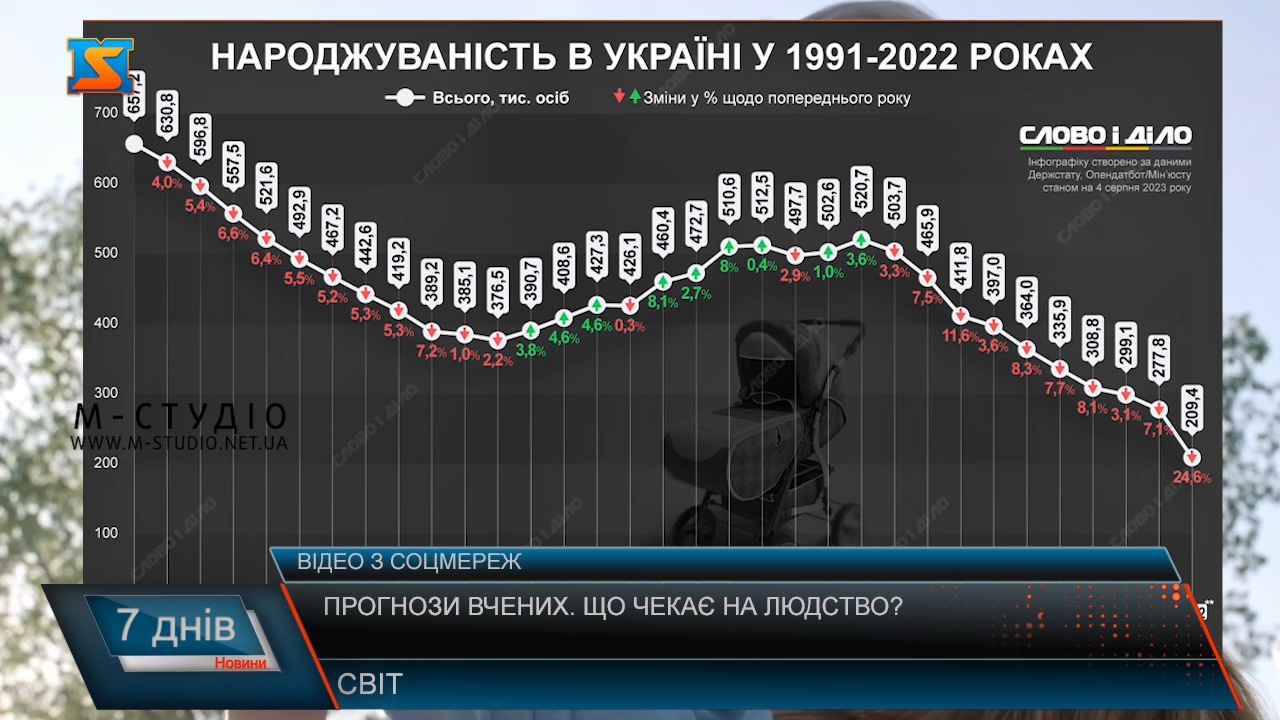 НАРОДЖУВАНІСТЬ В УКРАЇНІ У 1991-2022 РОКАХ
Всього, тис. осіб
Зміни у % щодо попереднього року
СЛОВО і ДіЛО
Інфографіку створено за даними
Держстату, Опендатбот/Мін'юсту
станом на 4 серпня 2023 року
700
600
500
400
300
200
100
657,2 630,8 596,8 557,5 521,6 492,9 467,2 442,6 419,2 389,2 385,1 376,5 390,7 408,6 427,3 426,1 460,4 472,7 510,6 512,5 497,7 502,6 520,7 503,7 465,9 411,8 397,0 364,0 335,9 308,8 299,1 277,8 209,4
4,0% 5,4% 6,6% 6,4% 5,5% 5,2% 5,3% 5,3% 7,2% 1,0% 2,2% 3,8% 4,6% 4,6% 0,3% 8,1% 2,7% 8% 0,4% 2,9% 1,0% 3,6% 3,3% 7,5% 11,6% 3,6% 8,3% 7,7% 8,1% 3,1% 7,1% 24,6%
М-СТУДІО
WWW.M-STUDIO.NET.UA
ВІДЕО З СОЦМЕРЕЖ
ПРОГНОЗИ ВЧЕНИХ. ЩО ЧЕКАЄ НА ЛЮДСТВО?
7 днів
Новини
СВІТ